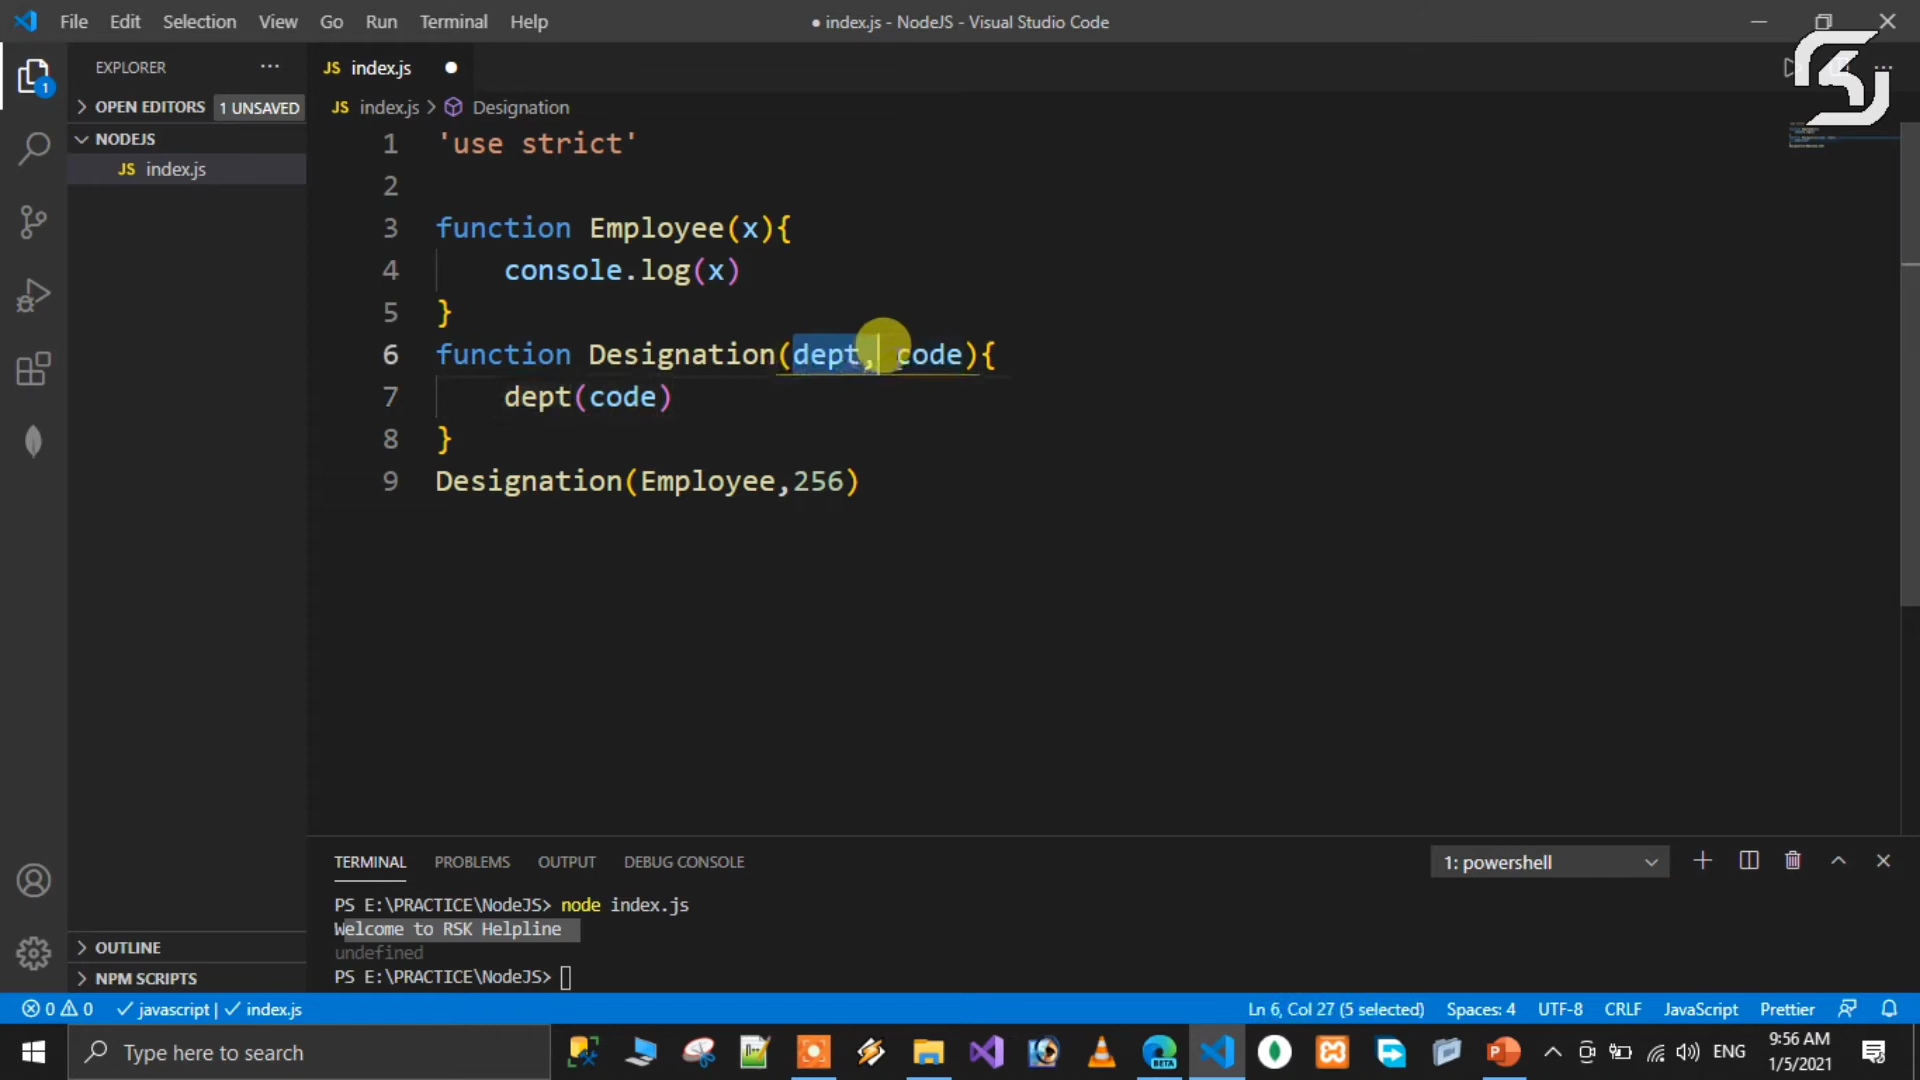 File Edit Selection View Go Run Terminal Help
● index.js - NodeJS - Visual Studio Code
EXPLORER ...
OPEN EDITORS 1 UNSAVED
NODEJS
JS index.js
JS index.js
JS index.js > Designation
1 'use strict'
2
3 function Employee(x){
4 console.log(x)
5 }
6 function Designation(dept, code){
7 dept(code)
8 }
9 Designation(Employee,256)
OUTLINE
NPM SCRIPTS
TERMINAL PROBLEMS OUTPUT DEBUG CONSOLE
1: powershell
PS E:\PRACTICE\NodeJS> node index.js
Welcome to RSK Helpline
undefined
PS E:\PRACTICE\NodeJS>
0 0 javascript | index.js
Ln 6, Col 27 (5 selected) Spaces: 4 UTF-8 CRLF JavaScript Prettier
Type here to search
BETA
ENG
9:56 AM
1/5/2021